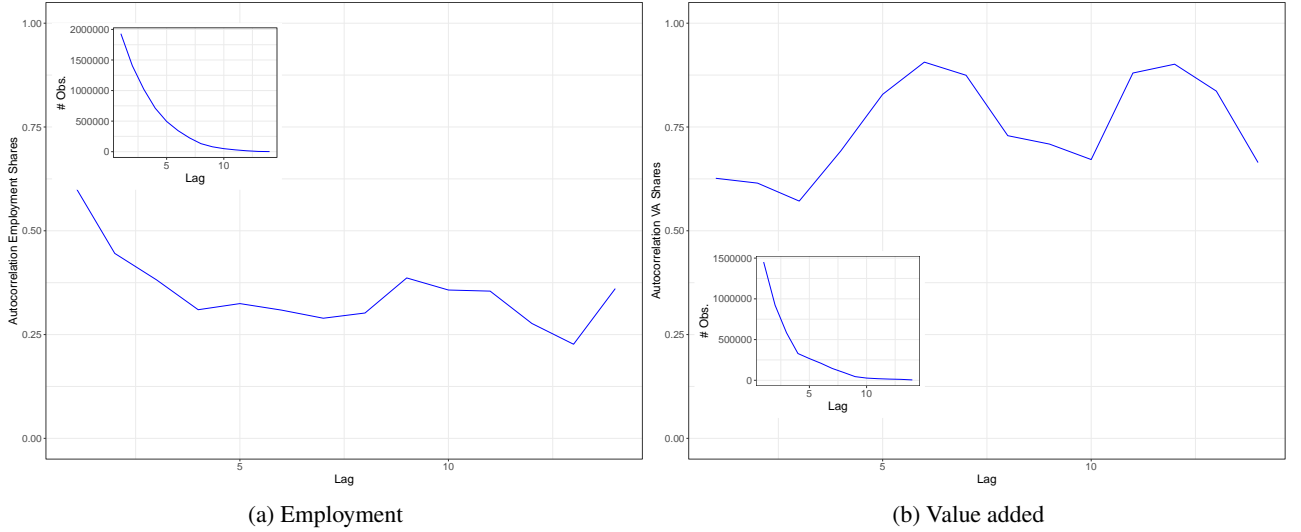 1.00
0.75
0.50
0.25
0.00
Autocorrelation Employment Shares
5
10
Lag
2000000
1500000
1000000
500000
0
# Obs.
5
10
Lag
(a) Employment
1.00
0.75
0.50
0.25
0.00
Autocorrelation VA Shares
5
10
Lag
1500000
1000000
500000
0
# Obs.
5
10
Lag
(b) Value added